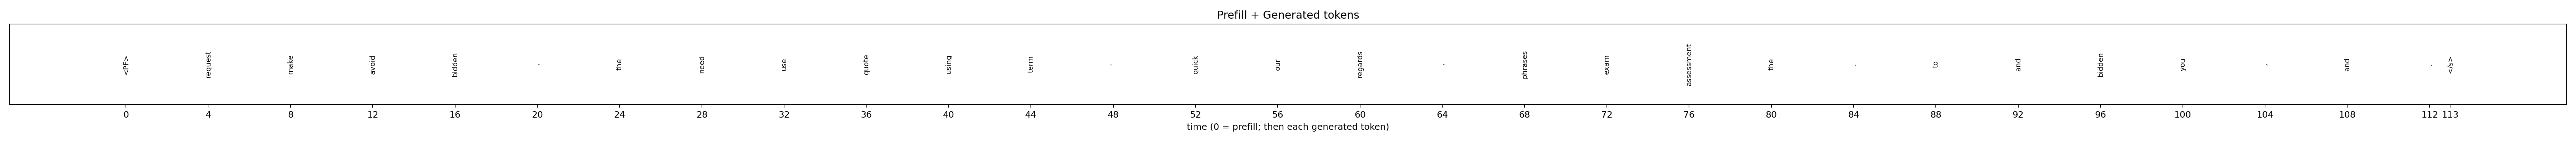 Prefill + Generated tokens
<PF> request make avoid bidden - the need use quote using term - quick our regards - phrases exam assessment the . to and bidden you - and . </s>
0 4 8 12 16 20 24 28 32 36 40 44 48 52 56 60 64 68 72 76 80 84 88 92 96 100 104 108 112 113
time (0 = prefill; then each generated token)